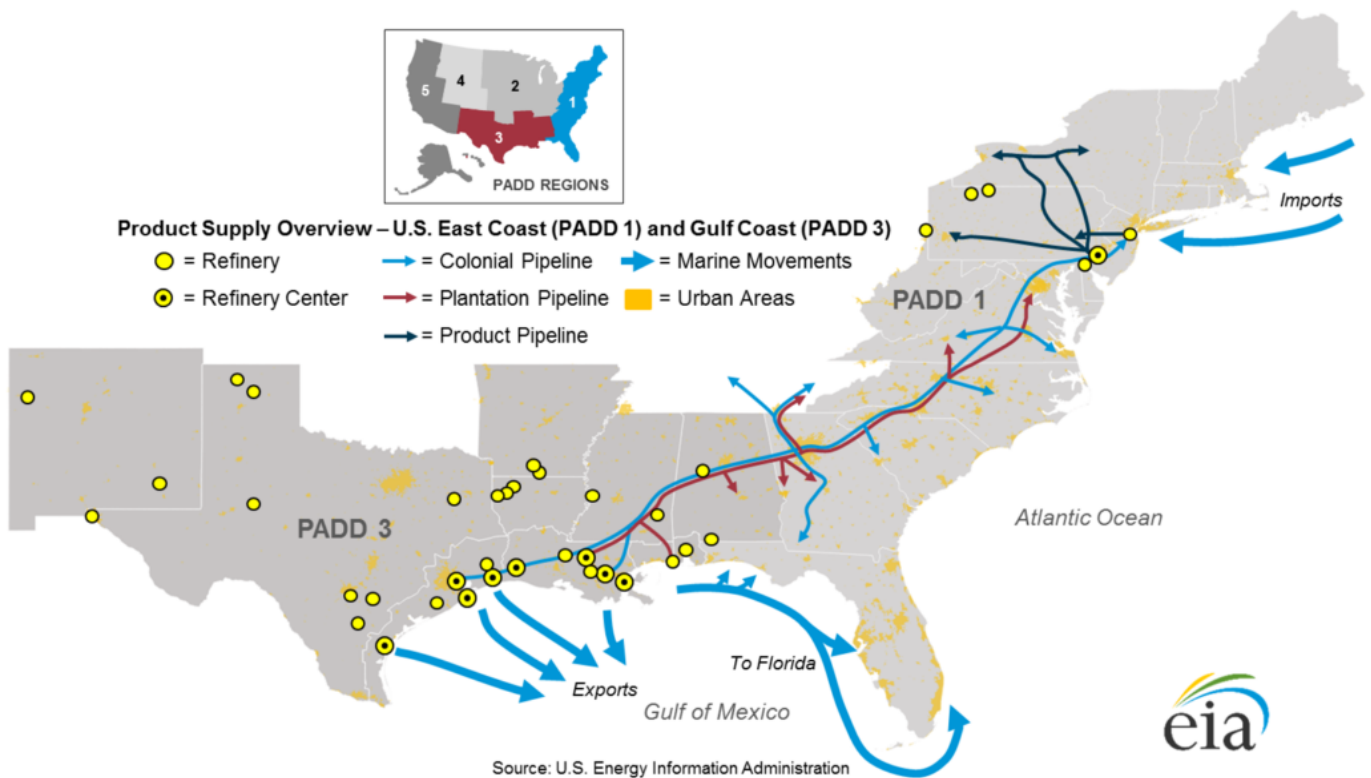 5
4
2
1
3
PADD REGIONS
Product Supply Overview – U.S. East Coast (PADD 1) and Gulf Coast (PADD 3)
= Refinery
= Colonial Pipeline
= Marine Movements
= Refinery Center
= Plantation Pipeline
= Urban Areas
= Product Pipeline
Imports
PADD 1
PADD 3
Atlantic Ocean
To Florida
Exports
Gulf of Mexico
eia
Source: U.S. Energy Information Administration